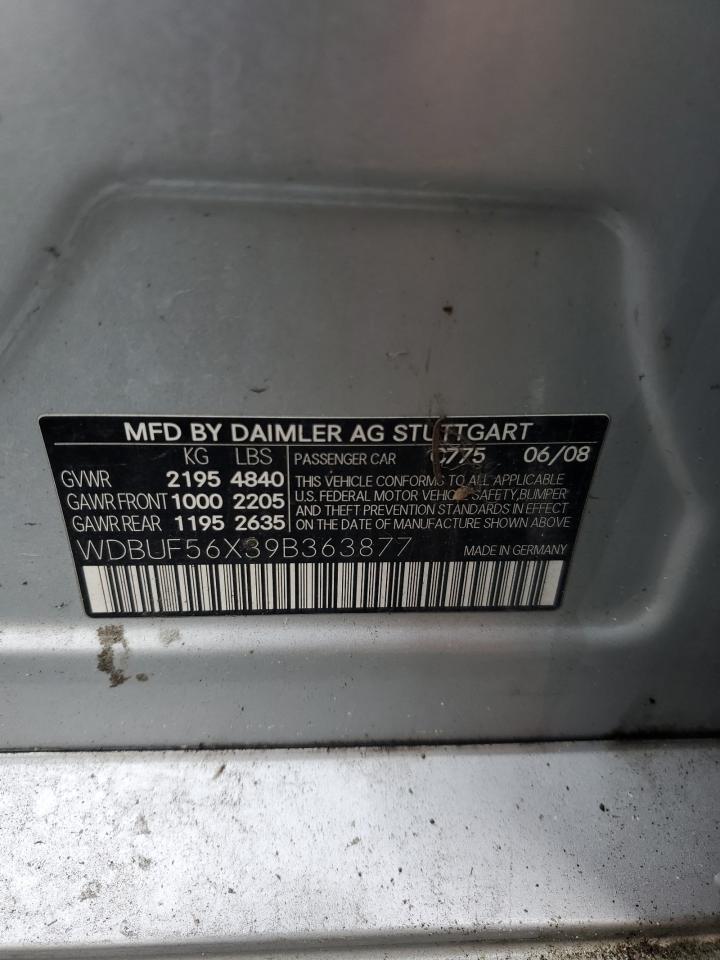 MFD BY DAIMLER AG STUTTGART
KG LBS PASSENGER CAR C775 06/08
GVWR 2195 4840 THIS VEHICLE CONFORMS TO ALL APPLICABLE
GAWR FRONT 1000 2205 U.S. FEDERAL MOTOR VEHICLE SAFETY, BUMPER
GAWR REAR 1195 2635 AND THEFT PREVENTION STANDARDS IN EFFECT
ON THE DATE OF MANUFACTURE SHOWN ABOVE
WDBUF56X39B363877 MADE IN GERMANY